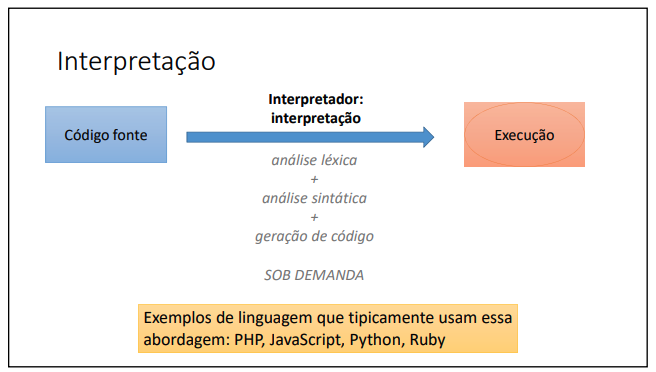 Interpretação
Interpretador:
interpretação
Código fonte
Execução
análise léxica
+
análise sintática
+
geração de código
SOB DEMANDA
Exemplos de linguagem que tipicamente usam essa
abordagem: PHP, JavaScript, Python, Ruby